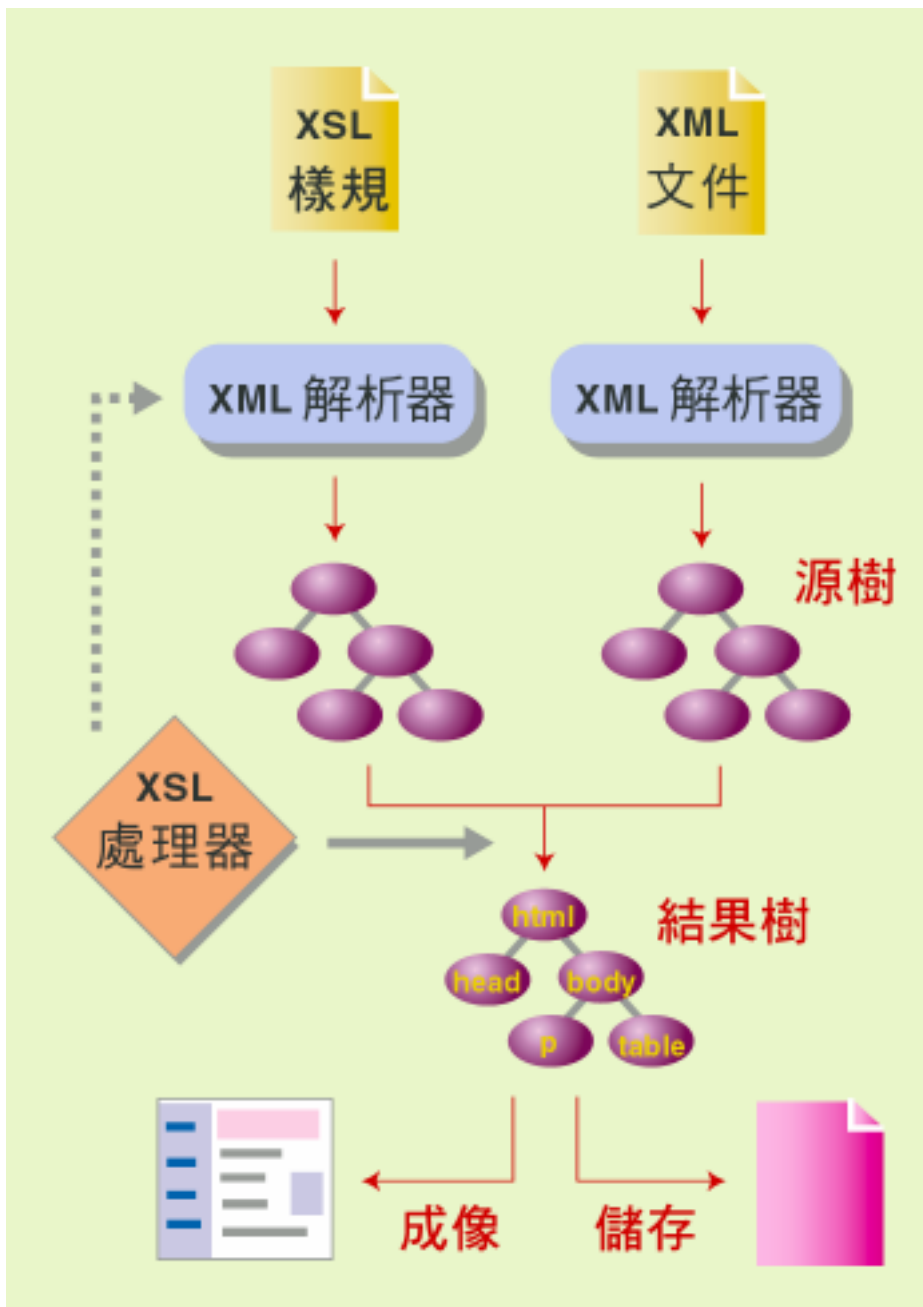 XSL
樣規
XML
文件
XML 解析器
XML 解析器
源樹
XSL
處理器
html
結果樹
head
body
p
table
成像
儲存